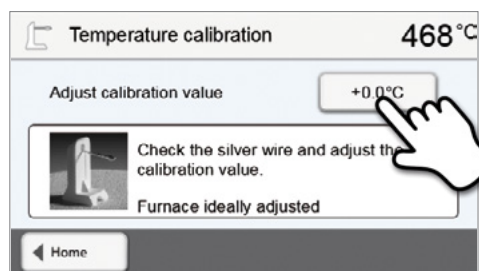 Temperature calibration 468°C
Adjust calibration value +0.0°C
Check the silver wire and adjust the
calibration value.
Furnace ideally adjusted
Home